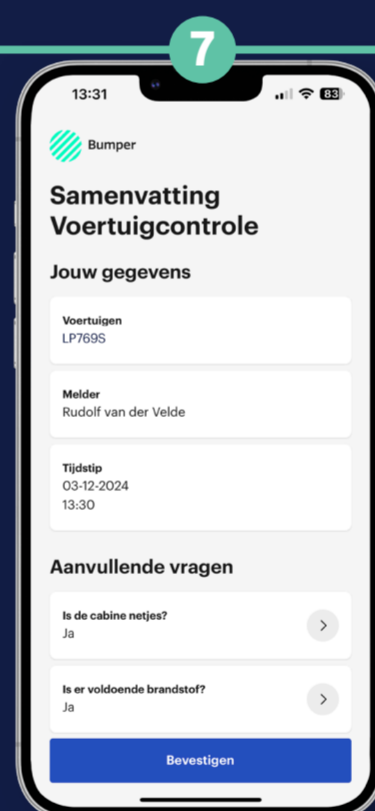 7
13:31
83
Bumper
Samenvatting
Voertuigcontrole
Jouw gegevens
Voertuigen
LP769S
Melder
Rudolf van der Velde
Tijdstip
03-12-2024
13:30
Aanvullende vragen
Is de cabine netjes?
Ja
Is er voldoende brandstof?
Ja
Bevestigen